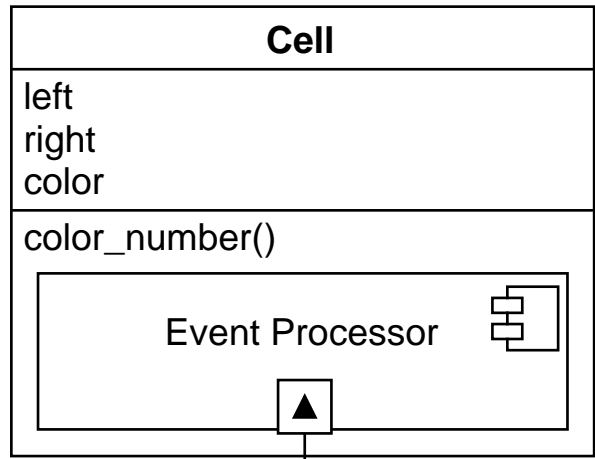 Cell
left
right
color
color_number()
Event Processor